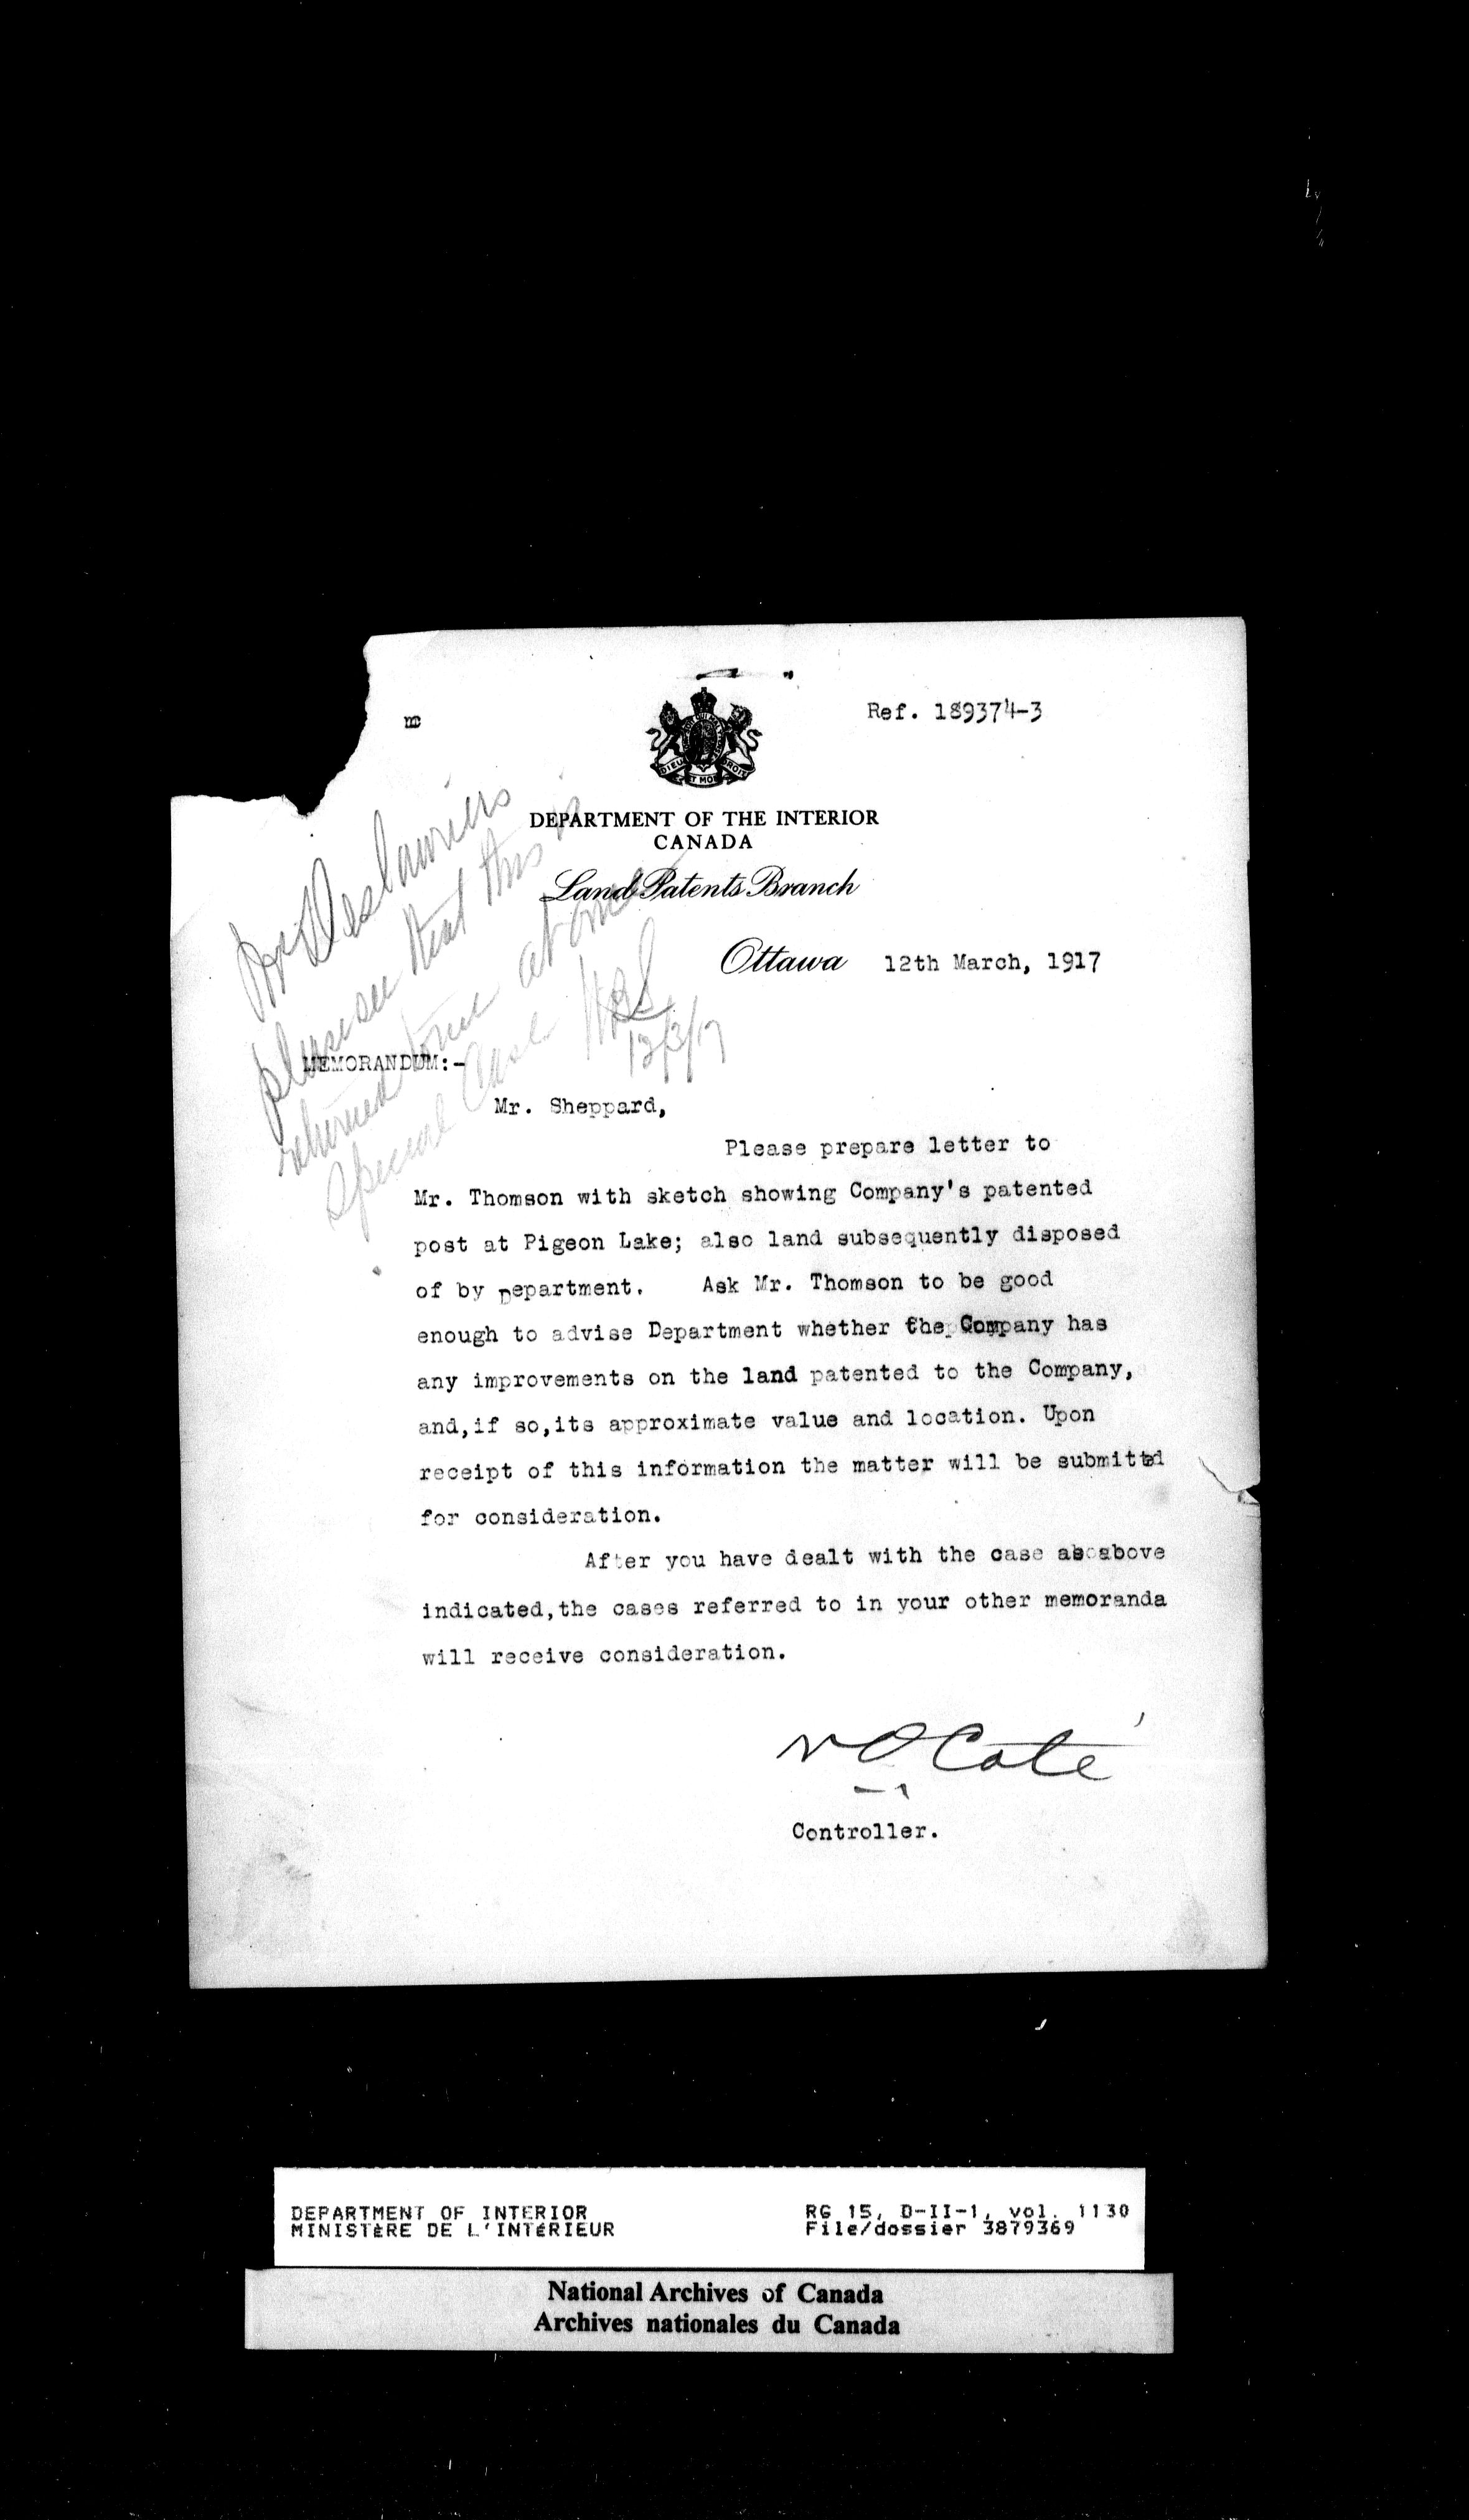 mc
Ref. 189374-3
DIEU ET MON DROIT
DEPARTMENT OF THE INTERIOR
CANADA
Land Patents Branch
Ottawa 12th March, 1917
Mr Deslauriers
please see that this is
returned to me at once
Special Case
12/3/17
MEMORANDUM:-
Mr. Sheppard,
Please prepare letter to
Mr. Thomson with sketch showing Company's patented
post at Pigeon Lake; also land subsequently disposed
of by Department. Ask Mr. Thomson to be good
enough to advise Department whether the Company has
any improvements on the land patented to the Company,
and,if so,its approximate value and location. Upon
receipt of this information the matter will be submitted
for consideration.
After you have dealt with the case as above
indicated,the cases referred to in your other memoranda
will receive consideration.
N O Coté
Controller.
DEPARTMENT OF INTERIOR RG 15, D-II-1, vol. 1130
MINISTÈRE DE L'INTÉRIEUR File/dossier 3879369
National Archives of Canada
Archives nationales du Canada